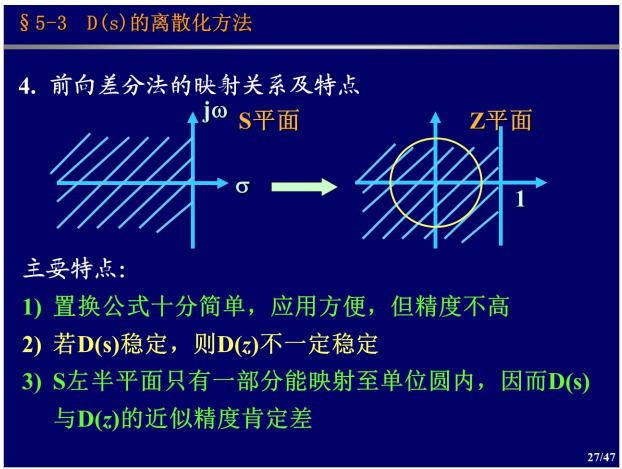 §5-3 D(s)的离散化方法
4. 前向差分法的映射关系及特点
jω S平面 Z平面
σ 1
主要特点:
1) 置换公式十分简单，应用方便，但精度不高
2) 若D(s)稳定，则D(z)不一定稳定
3) S左半平面只有一部分能映射至单位圆内，因而D(s)
与D(z)的近似精度肯定差
27/47